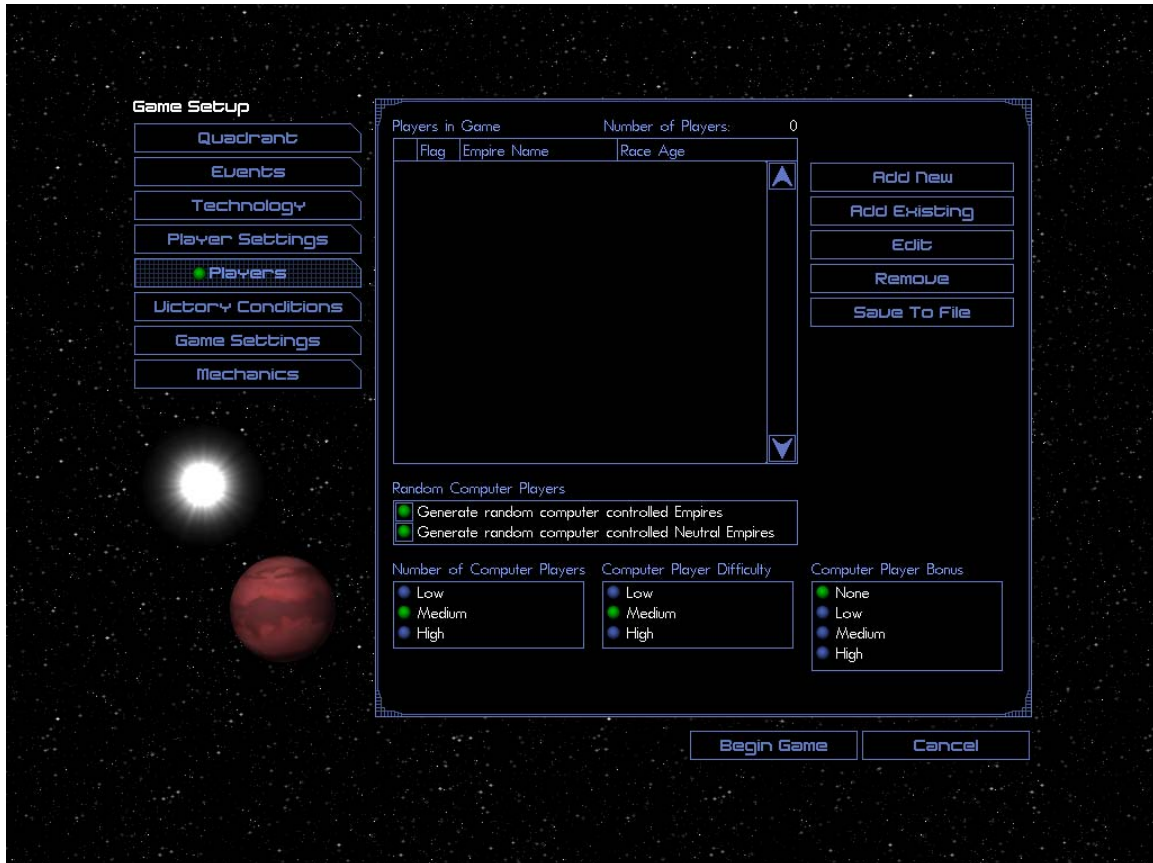 Game Setup
Quadrant
Events
Technology
Player Settings
Players
Victory Conditions
Game Settings
Mechanics
Players in Game Number of Players: 0
Flag Empire Name Race Age
Add New
Add Existing
Edit
Remove
Save To File
Random Computer Players
Generate random computer controlled Empires
Generate random computer controlled Neutral Empires
Number of Computer Players
Low
Medium
High
Computer Player Difficulty
Low
Medium
High
Computer Player Bonus
None
Low
Medium
High
Begin Game
Cancel